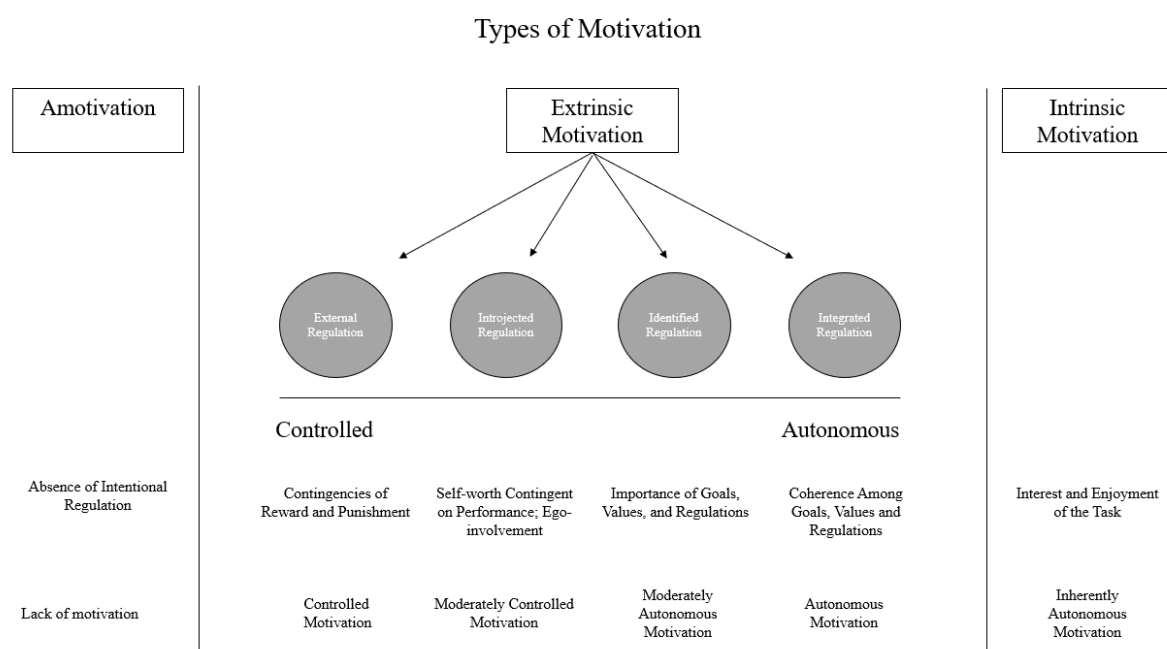 Types of Motivation
Amotivation
Extrinsic
Motivation
Intrinsic
Motivation
External
Regulation
Introjected
Regulation
Identified
Regulation
Integrated
Regulation
Controlled
Autonomous
Absence of Intentional
Regulation
Contingencies of
Reward and Punishment
Self-worth Contingent
on Performance; Ego-
involvement
Importance of Goals,
Values, and Regulations
Coherence Among
Goals, Values and
Regulations
Interest and Enjoyment
of the Task
Lack of motivation
Controlled
Motivation
Moderately Controlled
Motivation
Moderately
Autonomous
Motivation
Autonomous
Motivation
Inherently
Autonomous
Motivation